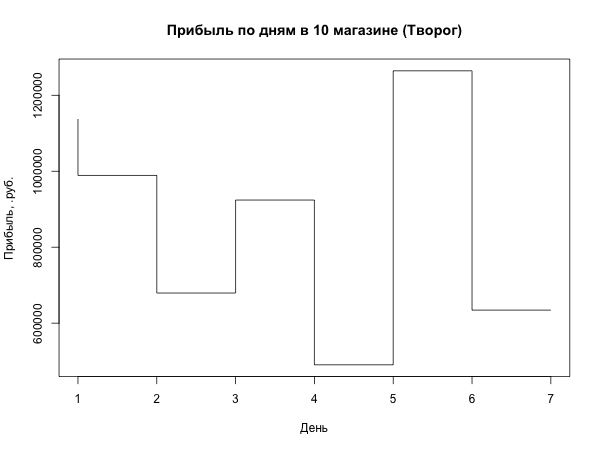 Прибыль по дням в 10 магазине (Творог)
Прибыль, .руб.
1200000
1000000
800000
600000
1 2 3 4 5 6 7
День